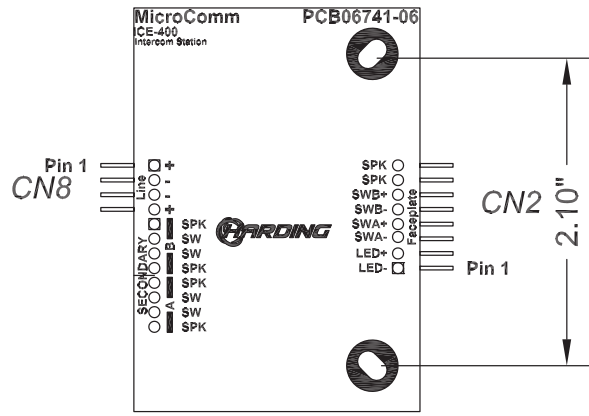 MicroComm PCB06741-06
ICE-400
Intercom Station
Pin 1
CN8
Line
+
-
-
+
SECONDARY
B
A
SPK
SW
SW
SPK
SPK
SW
SW
SPK
HARDING
SPK
SPK
SWB+
SWB-
SWA+
SWA-
LED+
LED-
Faceplate
CN2
Pin 1
2.10"